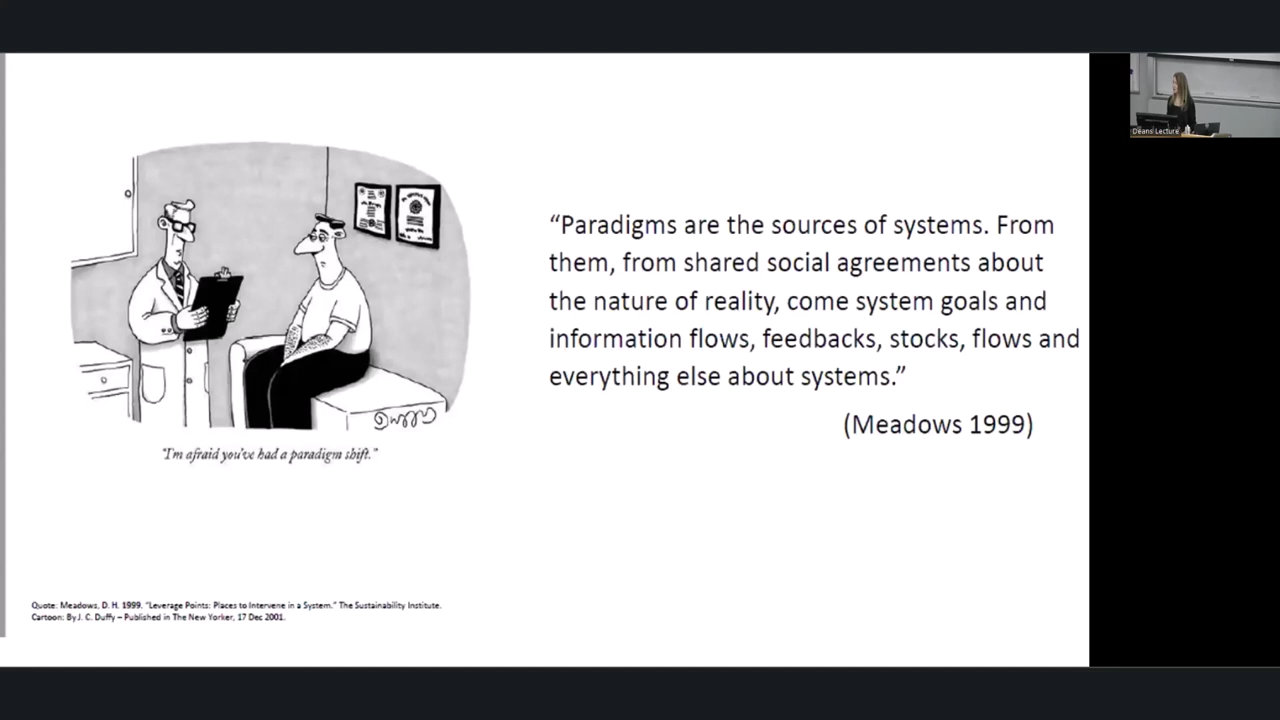 “Paradigms are the sources of systems. From
them, from shared social agreements about
the nature of reality, come system goals and
information flows, feedbacks, stocks, flows and
everything else about systems.”
(Meadows 1999)
"I'm afraid you've had a paradigm shift."
Quote: Meadows, D. H. 1999. “Leverage Points: Places to Intervene in a System.” The Sustainability Institute.
Cartoon: By J. C. Duffy – Published in The New Yorker, 17 Dec 2001.
Deans Lecture